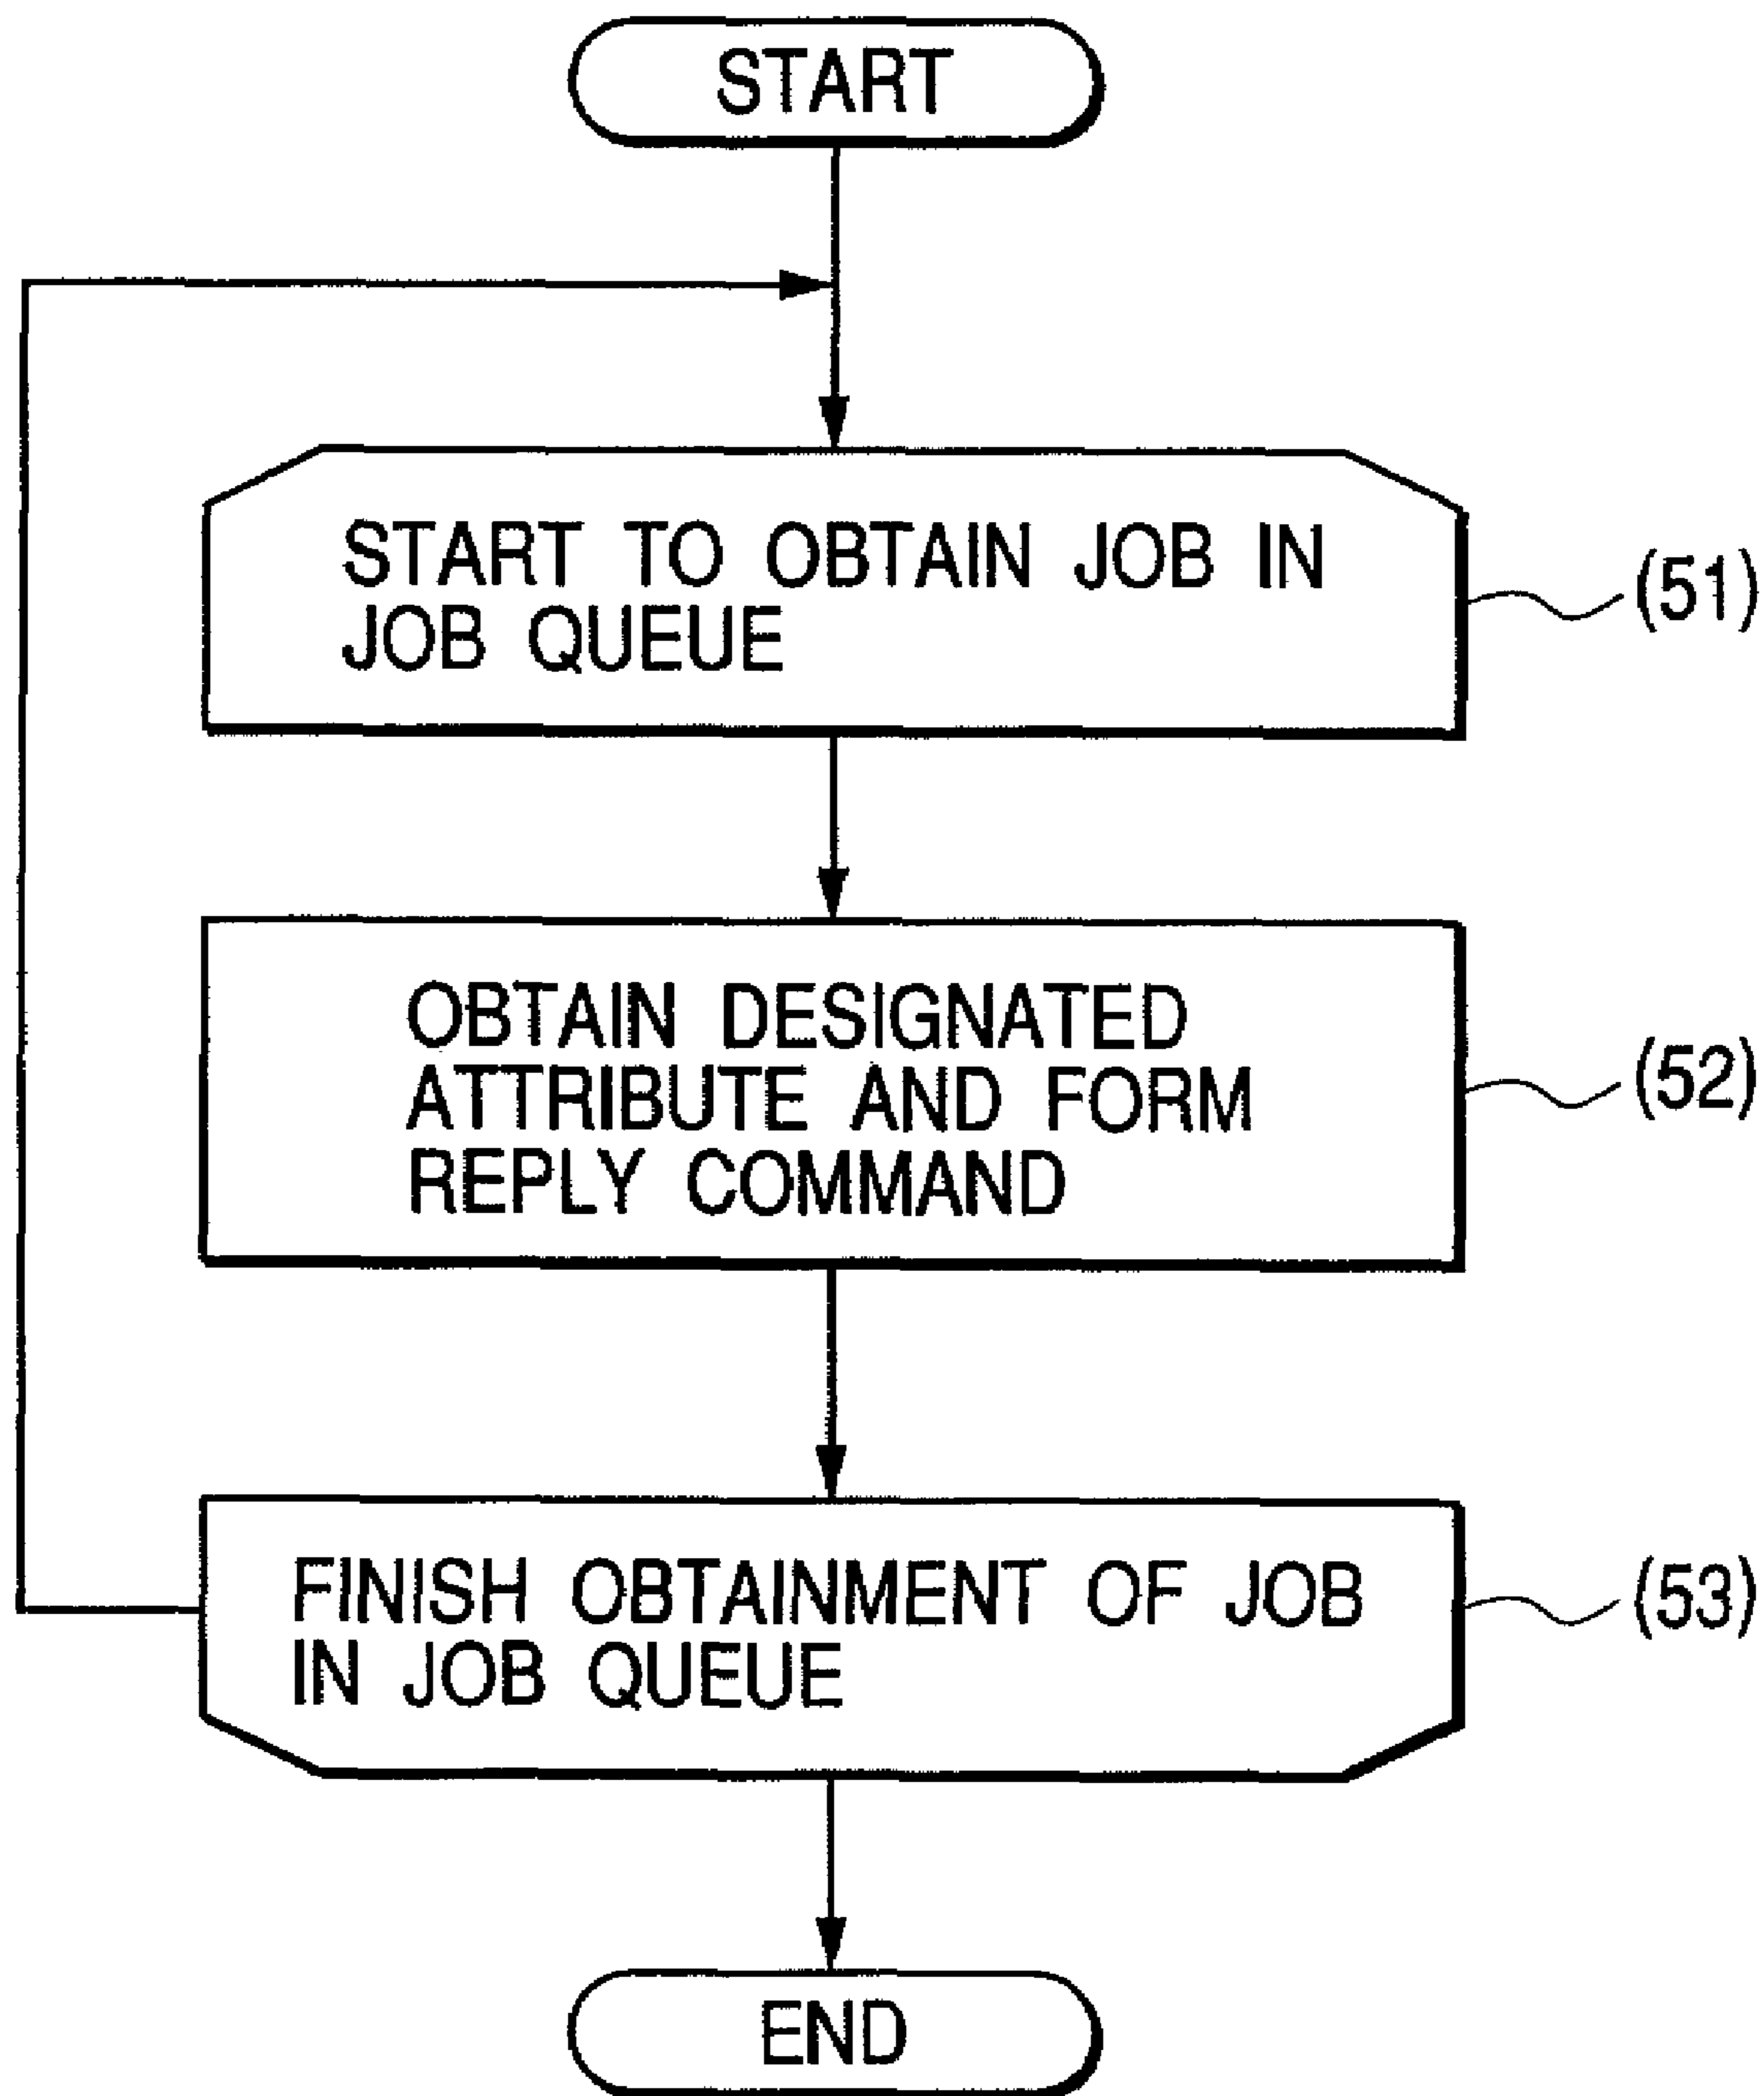 START
START TO OBTAIN JOB IN
JOB QUEUE
(51)
OBTAIN DESIGNATED
ATTRIBUTE AND FORM
REPLY COMMAND
(52)
FINISH OBTAINMENT OF JOB
IN JOB QUEUE
(53)
END